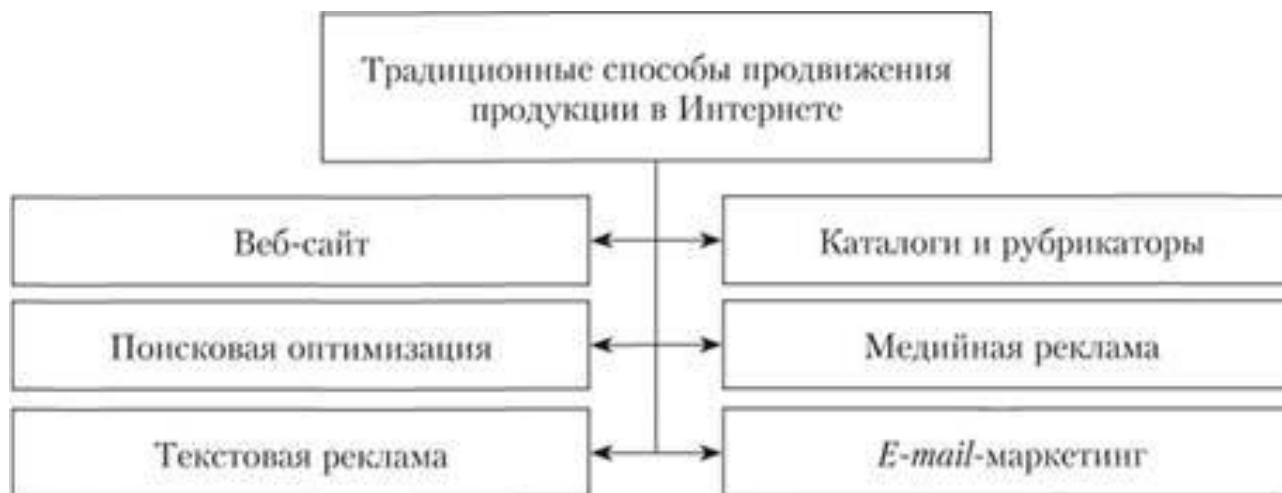 Традиционные способы продвижения
продукции в Интернете
Веб-сайт
Каталоги и рубрикаторы
Поисковая оптимизация
Медийная реклама
Текстовая реклама
E-mail-маркетинг